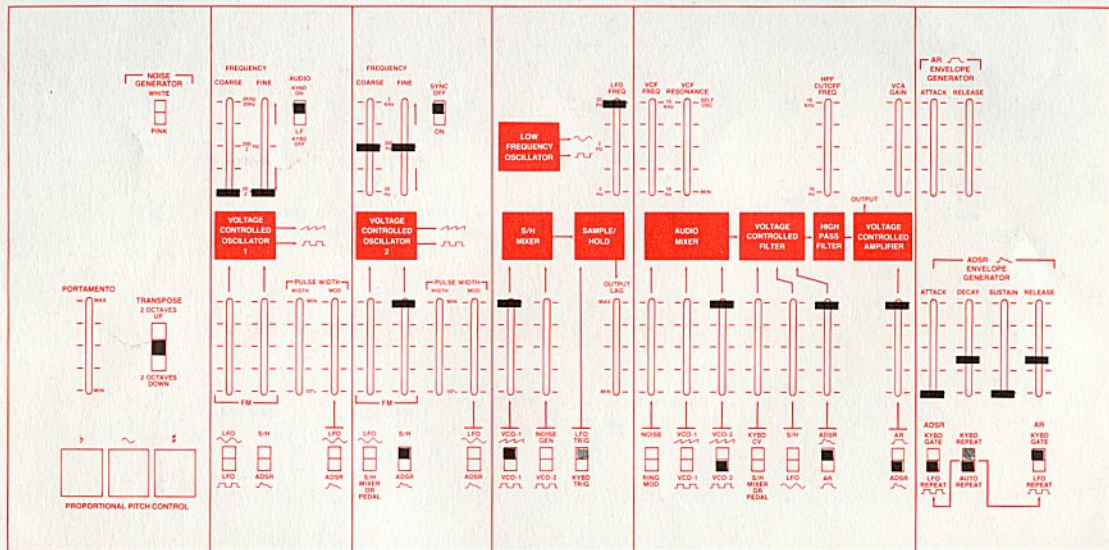 NOISE
GENERATOR
WHITE
PINK
PORTAMENTO
MAX
MIN
TRANSPOSE
2 OCTAVES
UP
2 OCTAVES
DOWN
♭
♯
PROPORTIONAL PITCH CONTROL
FREQUENCY
COARSE
FINE
AUDIO
KYBD
ON
LF
KYBD
OFF
VOLTAGE
CONTROLLED
OSCILLATOR
1
PULSE WIDTH
WIDTH
MOD
MIN
FM
LFO
S/H
LFO
LFO
ADSR
ADSR
FREQUENCY
COARSE
FINE
SYNC
OFF
ON
VOLTAGE
CONTROLLED
OSCILLATOR
2
PULSE WIDTH
WIDTH
MOD
MIN
FM
LFO
S/H
LFO
S/H
MIXER
OR
PEDAL
ADSR
ADSR
LOW
FREQUENCY
OSCILLATOR
LFO
FREQ
S/H
MIXER
SAMPLE/
HOLD
OUTPUT
LAG
MAX
MIN
VCO-1
NOISE
GEN
LFO
TRIG
VCO-1
VCO-2
KYBD
TRIG
VCF
FREQ
VCF
RESONANCE
SELF
OSC
MIN
HPF
CUTOFF
FREQ
VCA
GAIN
OUTPUT
AUDIO
MIXER
VOLTAGE
CONTROLLED
FILTER
HIGH
PASS
FILTER
VOLTAGE
CONTROLLED
AMPLIFIER
NOISE
VCO-1
VCO-2
KYBD
CV
S/H
ADSR
AR
RING
MOD
VCO-1
VCO-2
S/H
MIXER
OR
PEDAL
LFO
AR
ADSR
AR
ENVELOPE
GENERATOR
ATTACK
RELEASE
ADSR
ENVELOPE
GENERATOR
ATTACK
DECAY
SUSTAIN
RELEASE
ADSR
KYBD
GATE
KYBD
REPEAT
AR
KYBD
GATE
LFO
REPEAT
AUTO
REPEAT
LFO
REPEAT